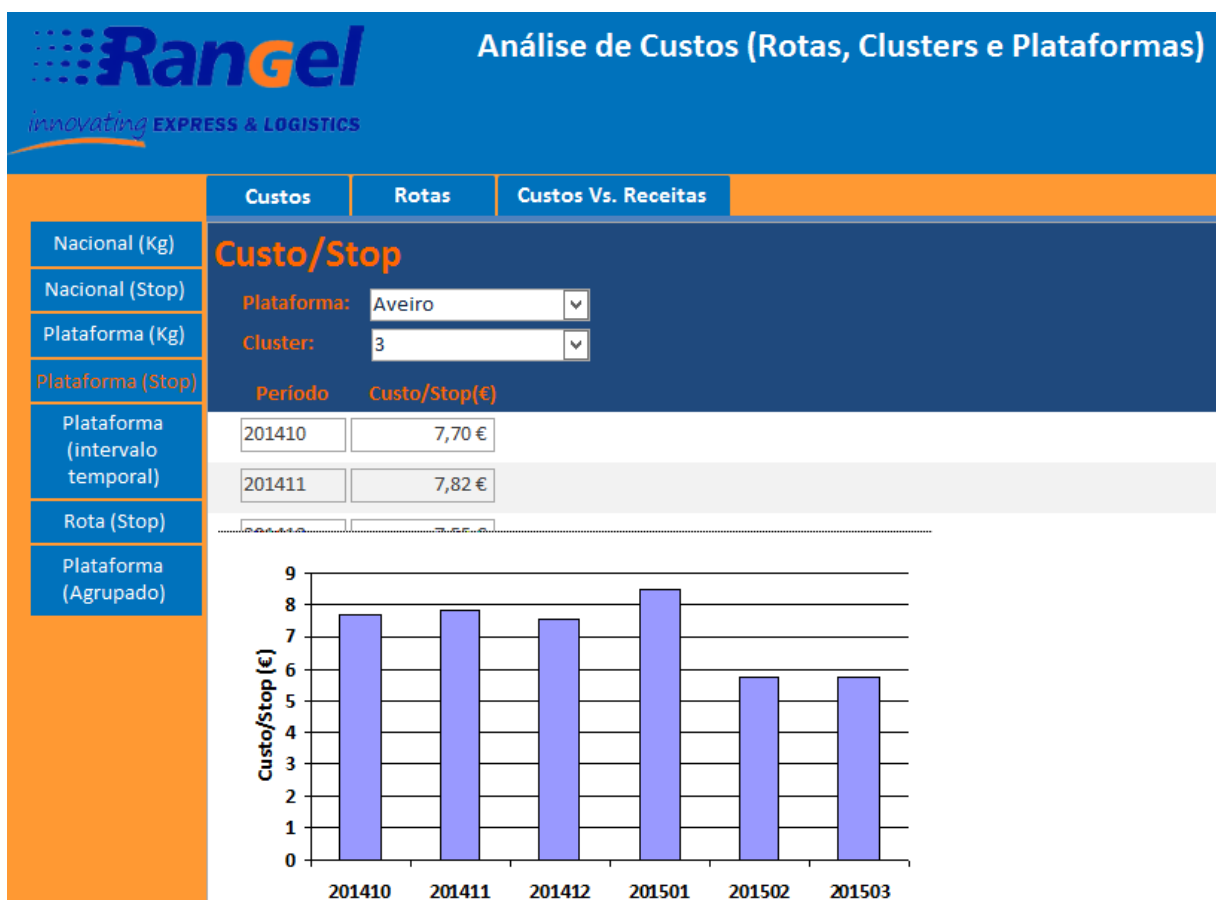 Rangel
innovating EXPRESS & LOGISTICS
Análise de Custos (Rotas, Clusters e Plataformas)
Custos
Rotas
Custos Vs. Receitas
Nacional (Kg)
Nacional (Stop)
Plataforma (Kg)
Plataforma (Stop)
Plataforma
(intervalo
temporal)
Rota (Stop)
Plataforma
(Agrupado)
Custo/Stop
Plataforma: Aveiro
Cluster: 3
Período Custo/Stop(€)
201410 7,70 €
201411 7,82 €
Custo/Stop (€)
9
8
7
6
5
4
3
2
1
0
201410 201411 201412 201501 201502 201503